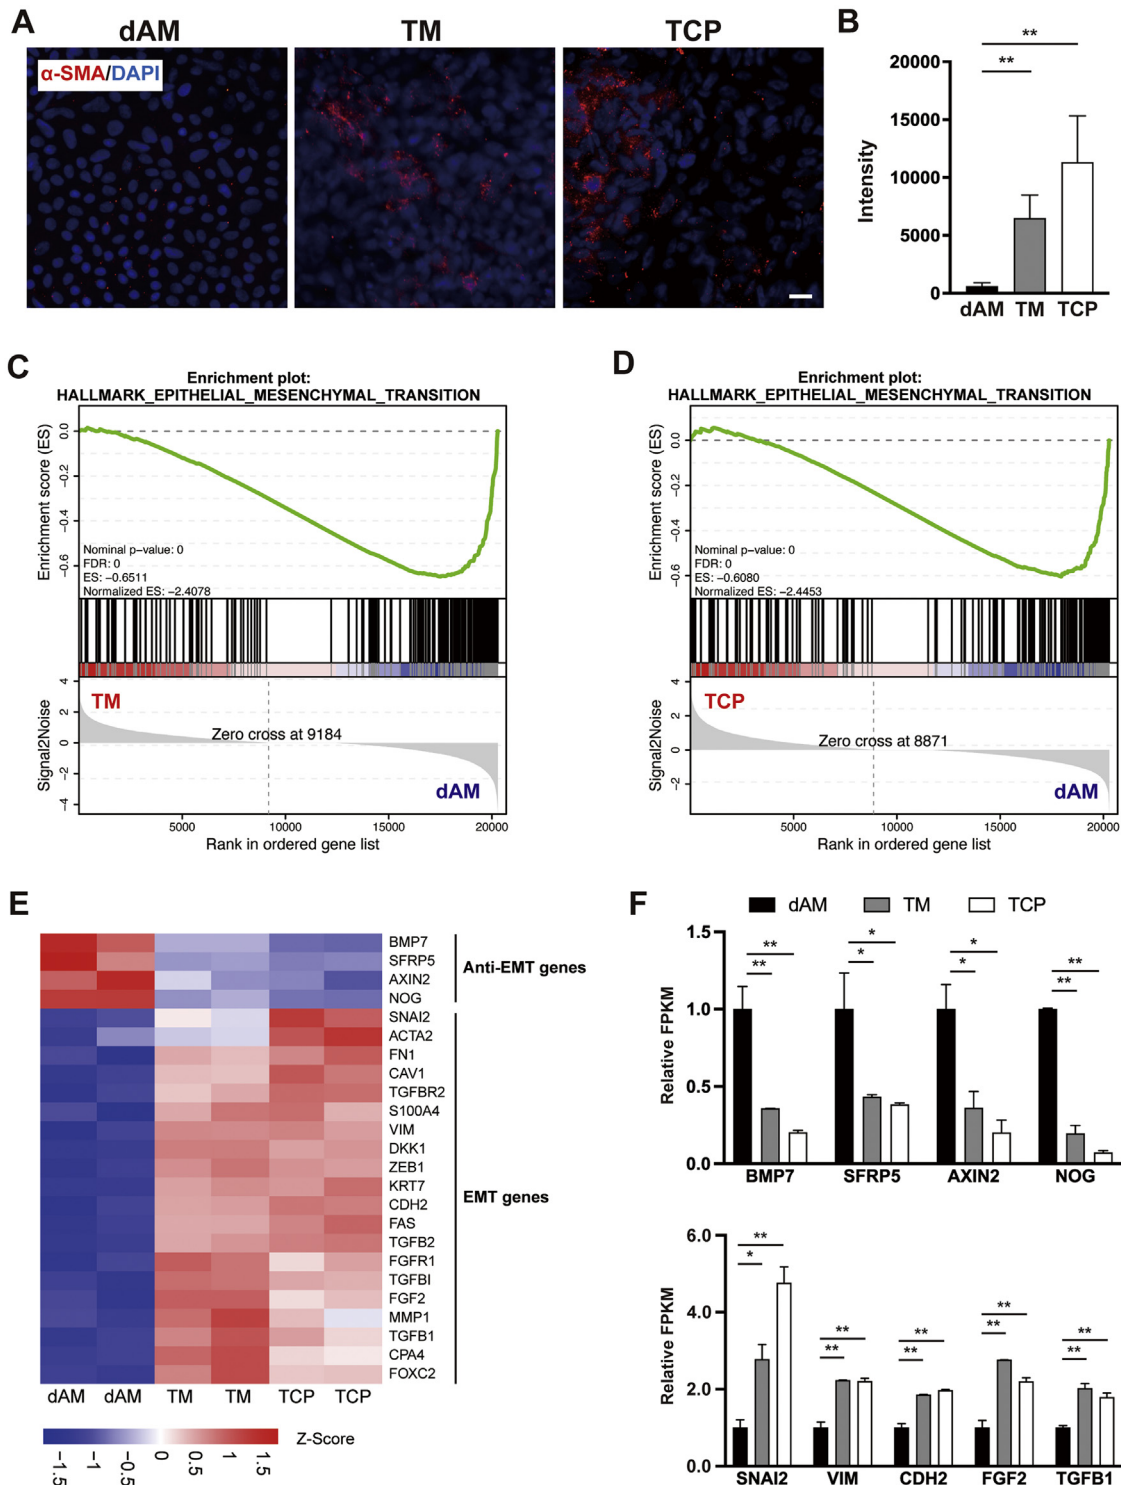 A
dAM
TM
TCP
α-SMA/DAPI
B
**
**
Intensity
20000
15000
10000
5000
0
dAM TM TCP
C
Enrichment plot:
HALLMARK_EPITHELIAL_MESENCHYMAL_TRANSITION
Enrichment score (ES)
0.0
−0.2
−0.4
−0.6
Nominal p−value: 0
FDR: 0
ES: −0.6511
Normalized ES: −2.4078
Signal2Noise
4
2
0
−2
−4
TM
Zero cross at 9184
dAM
5000 10000 15000 20000
Rank in ordered gene list
D
Enrichment plot:
HALLMARK_EPITHELIAL_MESENCHYMAL_TRANSITION
Enrichment score (ES)
0.0
−0.2
−0.4
−0.6
Nominal p−value: 0
FDR: 0
ES: −0.6080
Normalized ES: −2.4453
Signal2Noise
4
2
0
−2
TCP
Zero cross at 8871
dAM
5000 10000 15000 20000
Rank in ordered gene list
E
BMP7
SFRP5
AXIN2
NOG
SNAI2
ACTA2
FN1
CAV1
TGFBR2
S100A4
VIM
DKK1
ZEB1
KRT7
CDH2
FAS
TGFB2
FGFR1
TGFBI
FGF2
MMP1
TGFB1
CPA4
FOXC2
Anti-EMT genes
EMT genes
dAM dAM TM TM TCP TCP
−1.5 −1 −0.5 0 0.5 1 1.5
Z-Score
F
dAM TM TCP
Relative FPKM
1.5
1.0
0.5
0.0
**
**
*
*
*
*
**
**
BMP7 SFRP5 AXIN2 NOG
Relative FPKM
6.0
4.0
2.0
0.0
**
*
**
**
**
**
**
**
**
**
SNAI2 VIM CDH2 FGF2 TGFB1